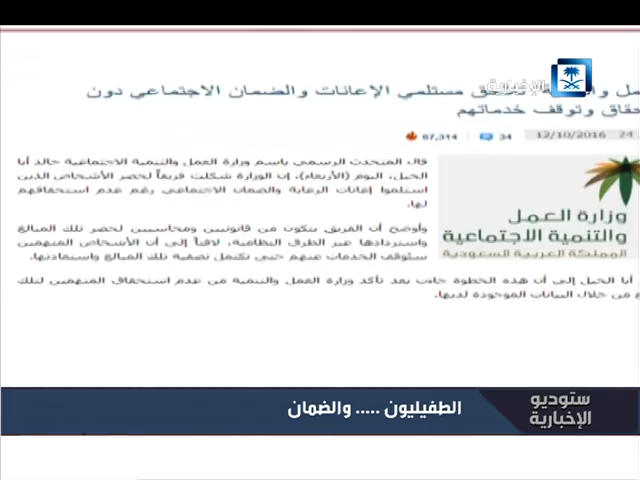 الإخبارية
مستلمي الإعانات والضمان الاجتماعي دون
وتوقف خدماتهم
67,314 34 12/10/2016
قال المتحدث الرسمي باسم وزارة العمل والتنمية الاجتماعية خالد أبا
الخيل، اليوم (الأربعاء)، إن الوزارة شكلت فريقاً لحصر الأشخاص الذين
استلموا إعانات الرعاية والضمان الاجتماعي رغم عدم استحقاقهم
لها.
وزارة العمل
والتنمية الاجتماعية
المملكة العربية السعودية
وأوضح أن الفريق يتكون من قانونيين ومحاسبين لحصر تلك المبالغ
واستردادها عبر الطرق النظامية، لافتاً إلى أن الأشخاص المتهمين
ستُوقف الخدمات عنهم حتى تكتمل تصفية تلك المبالغ واستعادتها.
أبا الخيل إلى أن هذه الخطوة جاءت بعد تأكد وزارة العمل والتنمية من عدم استحقاق المتهمين لتلك
من خلال البيانات الموجودة لديها.
ستوديو
الإخبارية
الطفيليون ..... والضمان